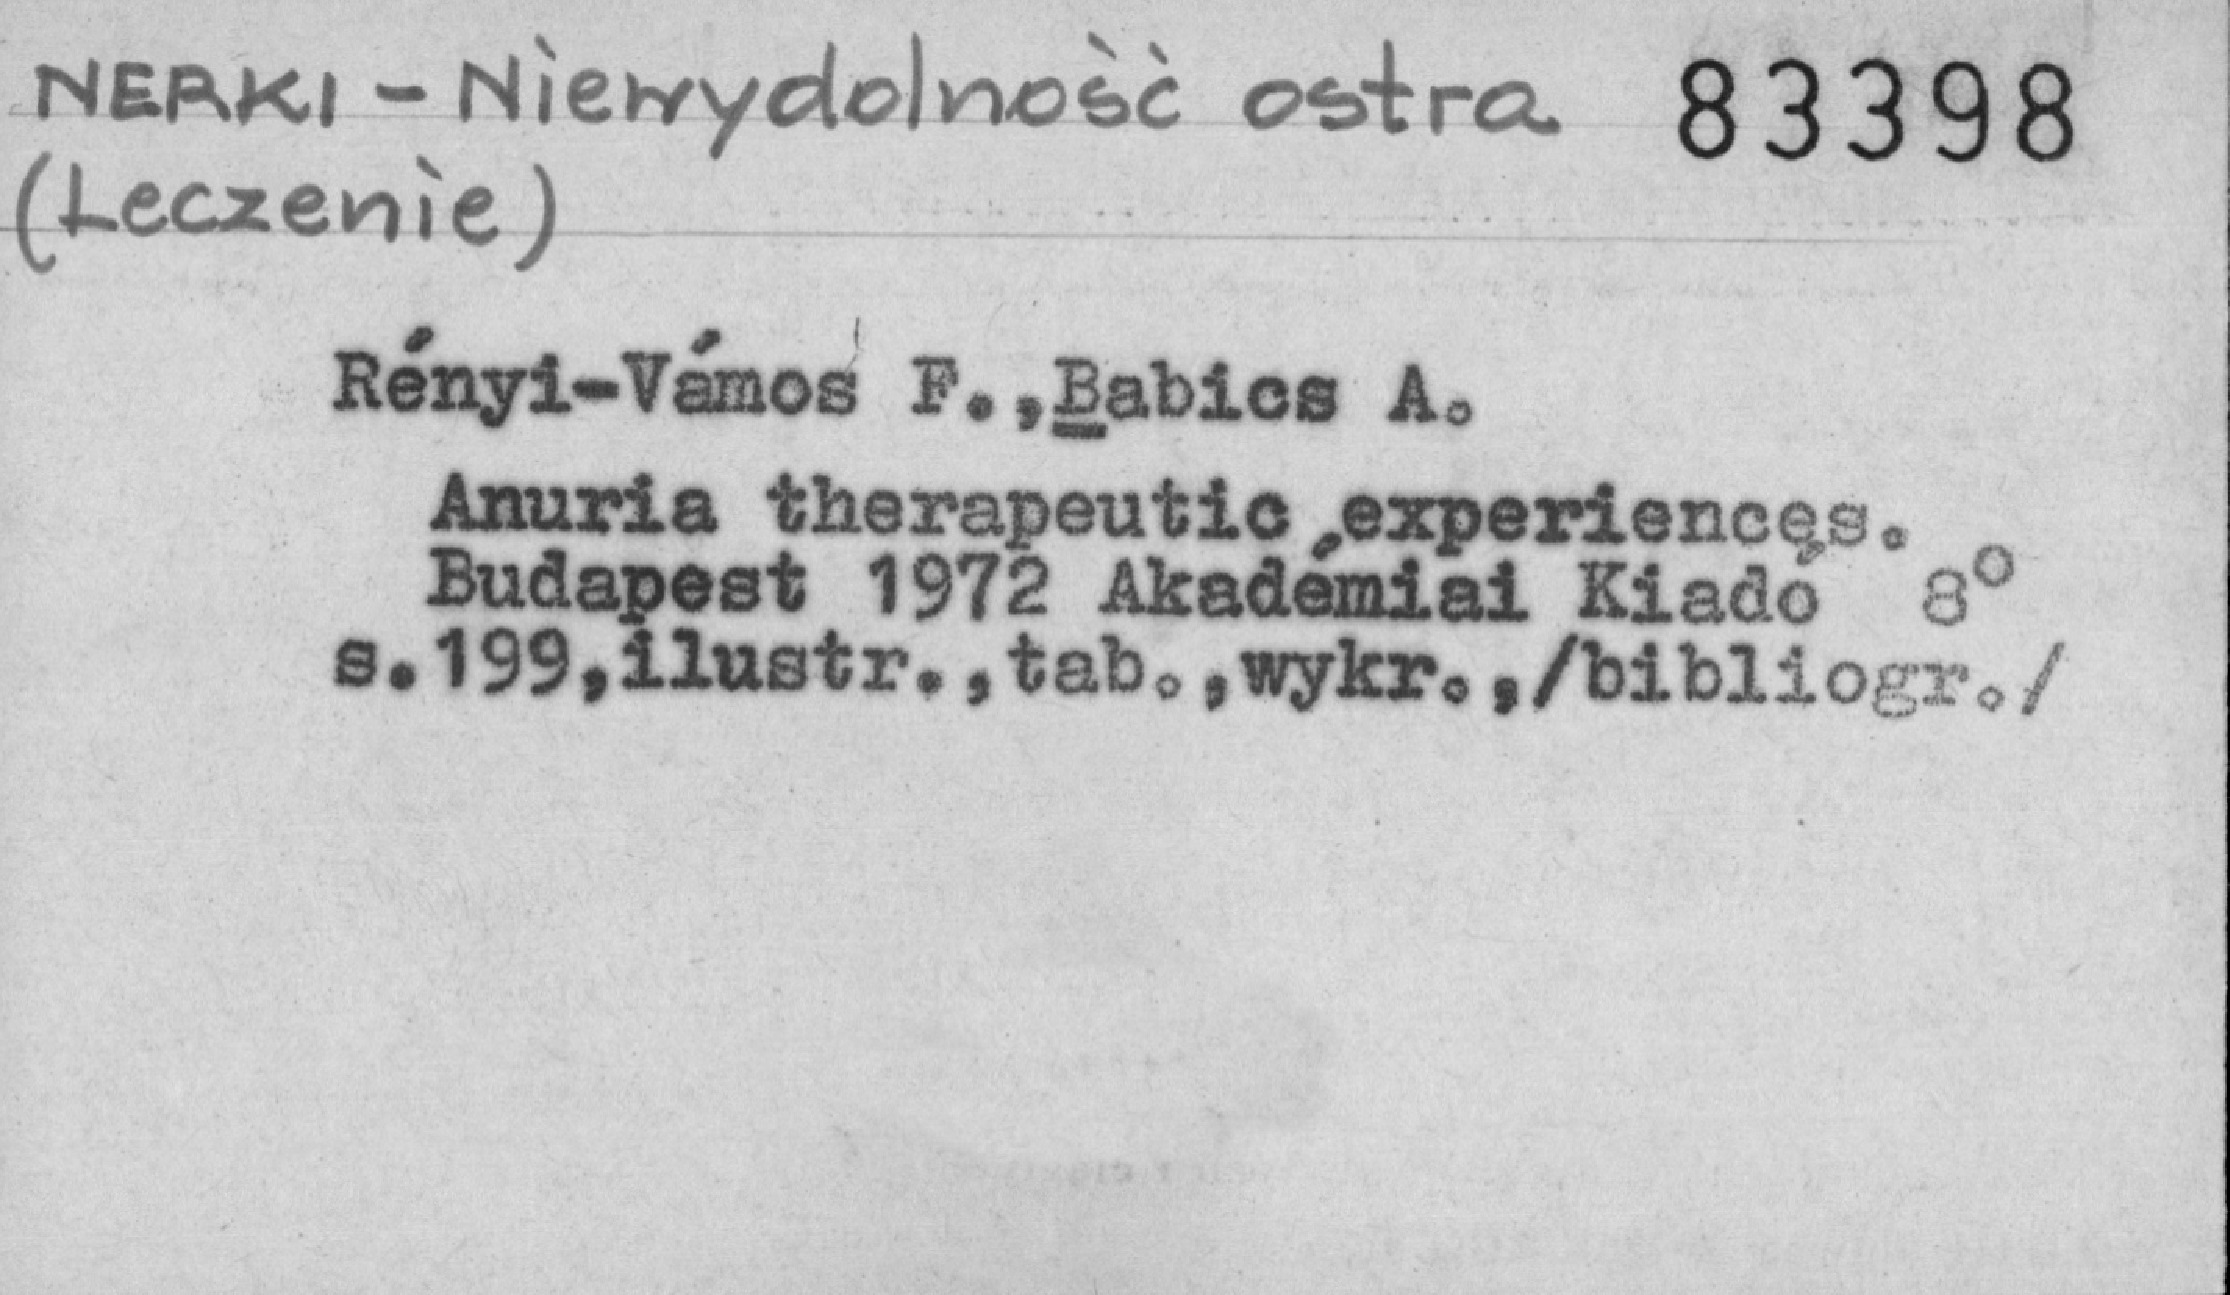 NERKI - Niewydolność ostra 83398
(Leczenie)
Rényi-Vámos F.,Babics A.
Anuria therapeutic experiences.
Budapest 1972 Akadémiai Kiadó 8°
s.199,ilustr.,tab.,wykr.,/bibliogr./